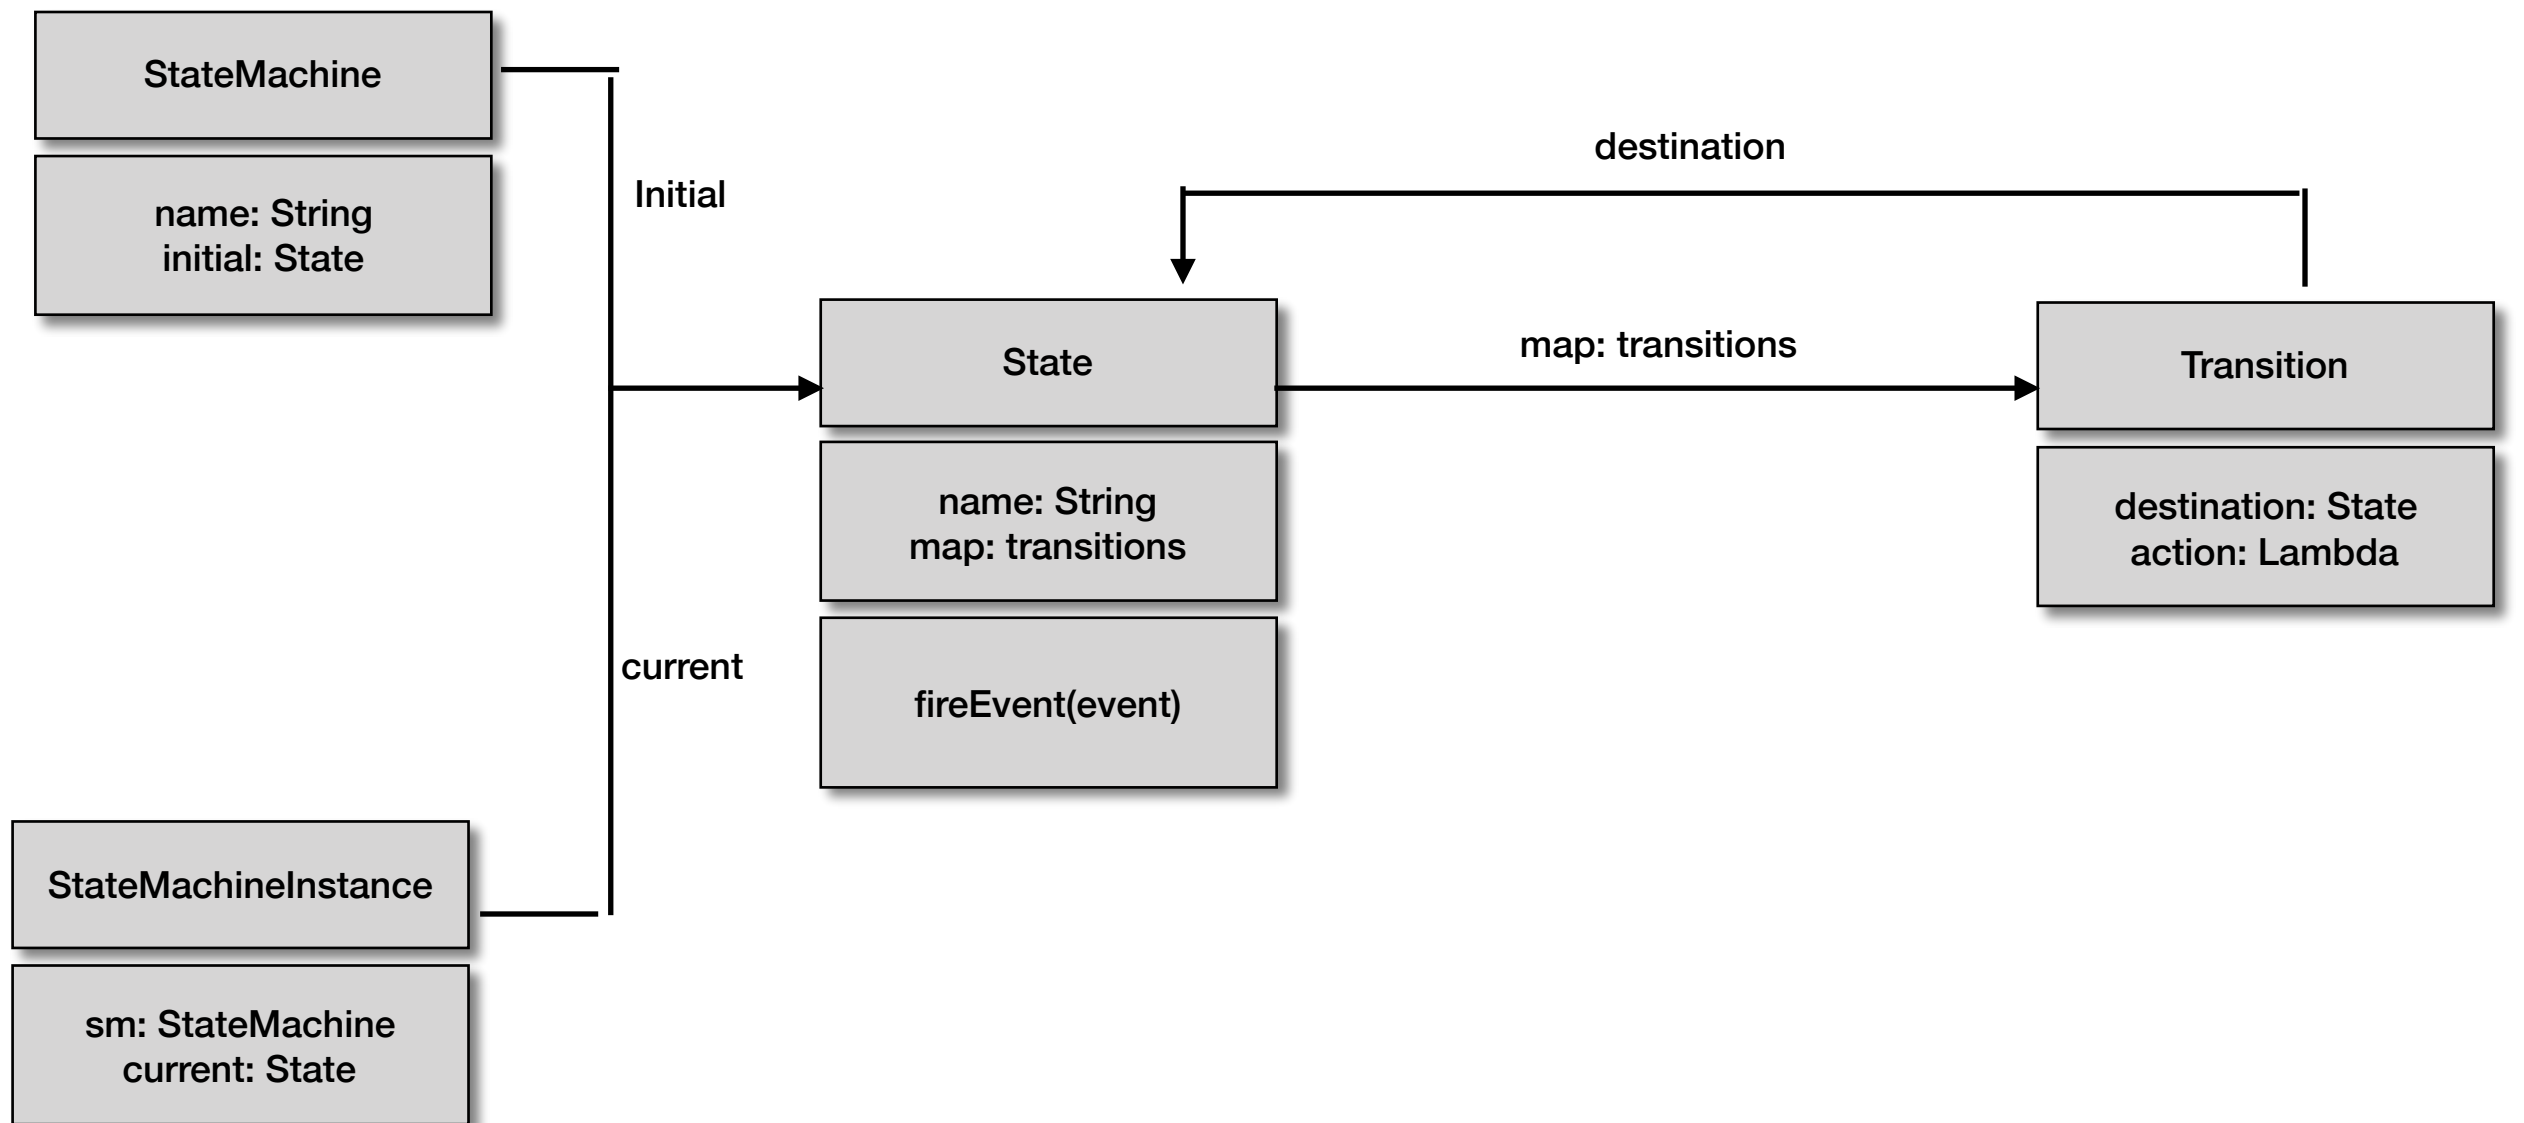 StateMachine
name: String
initial: State
Initial
destination
State
map: transitions
Transition
name: String
map: transitions
destination: State
action: Lambda
current
fireEvent(event)
StateMachineInstance
sm: StateMachine
current: State